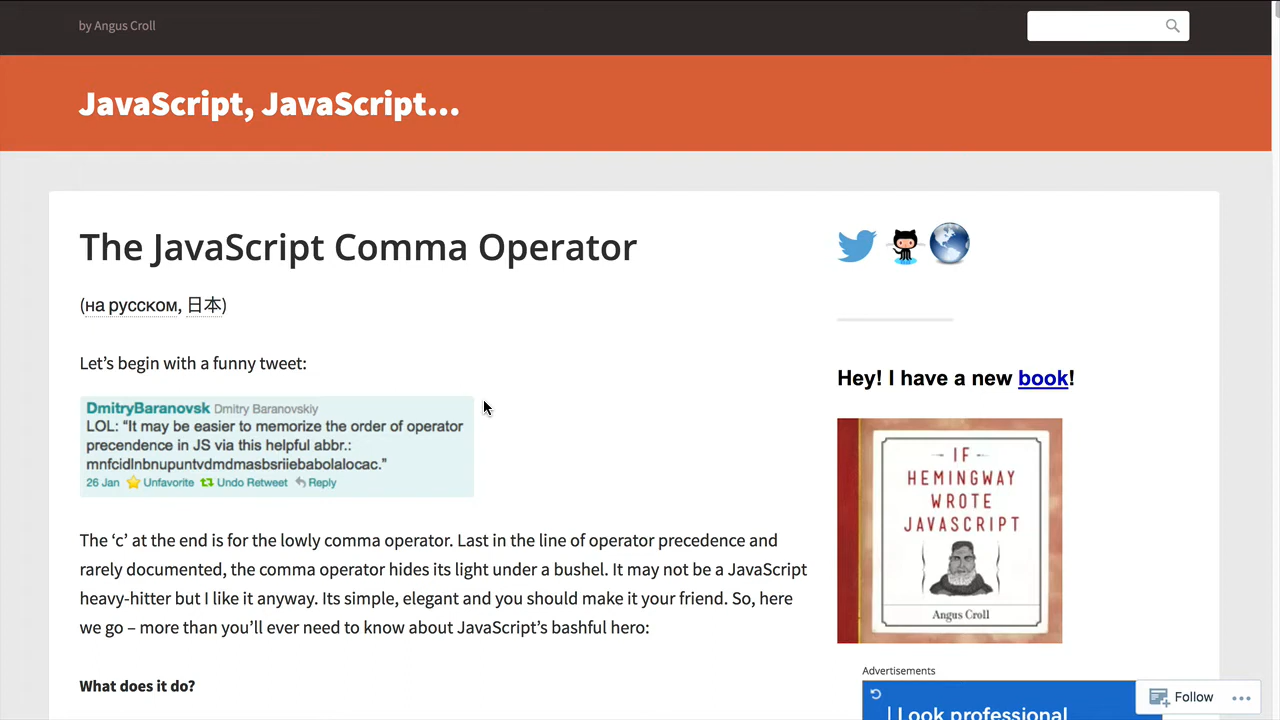 by Angus Croll
JavaScript, JavaScript…
The JavaScript Comma Operator
(на русском, 日本)
Let’s begin with a funny tweet:
DmitryBaranovsk Dmitry Baranovskiy
LOL: “It may be easier to memorize the order of operator
precendence in JS via this helpful abbr.:
mnfcidlnbnupuntvdmdmasbsriiebabolalocac.”
26 Jan Unfavorite Undo Retweet Reply
The ‘c’ at the end is for the lowly comma operator. Last in the line of operator precedence and
rarely documented, the comma operator hides its light under a bushel. It may not be a JavaScript
heavy-hitter but I like it anyway. Its simple, elegant and you should make it your friend. So, here
we go – more than you’ll ever need to know about JavaScript’s bashful hero:
What does it do?
Hey! I have a new book!
IF
HEMINGWAY
WROTE
JAVASCRIPT
Angus Croll
Advertisements
Look professional
Follow